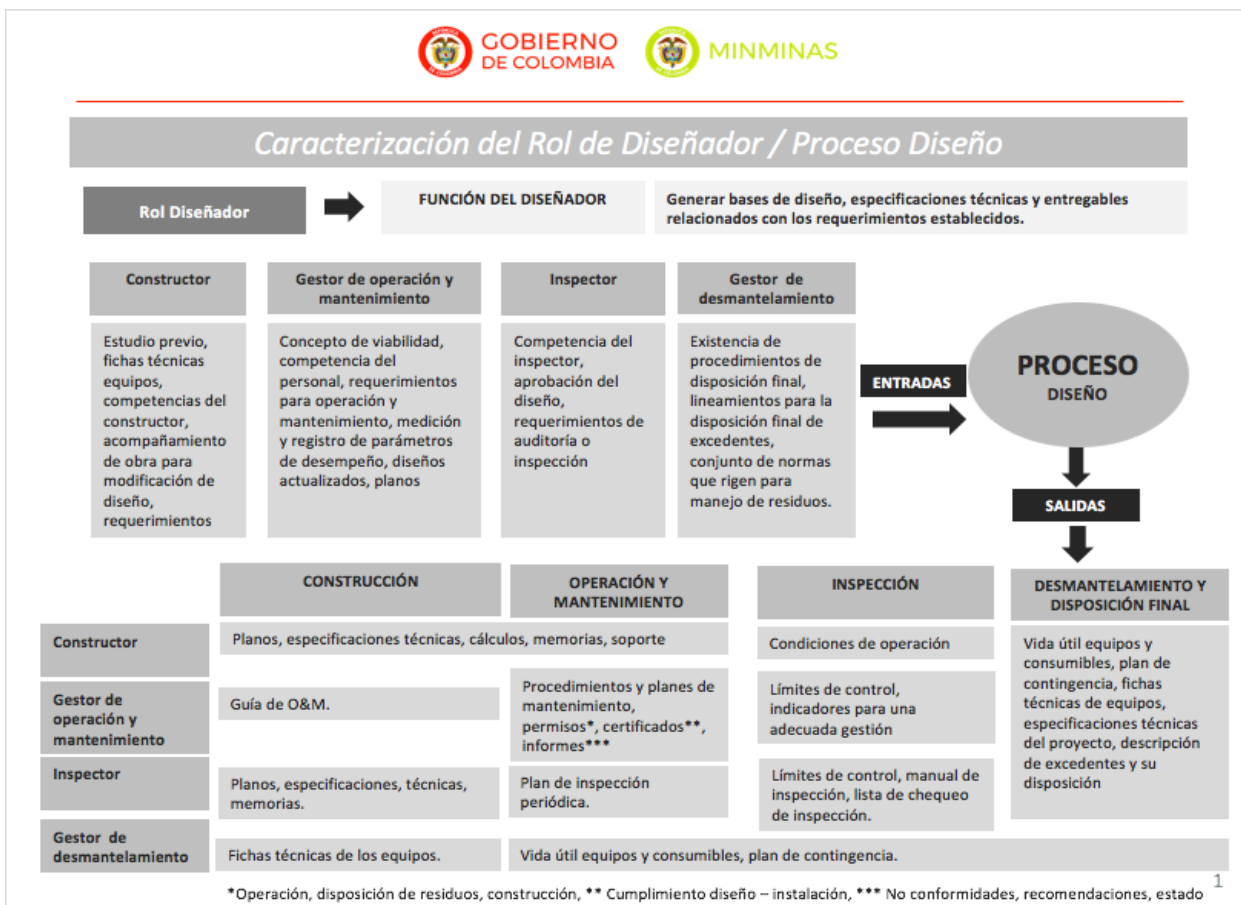 GOBIERNO
DE COLOMBIA
MINMINAS
Caracterización del Rol de Diseñador / Proceso Diseño
Rol Diseñador
FUNCIÓN DEL DISEÑADOR
Generar bases de diseño, especificaciones técnicas y entregables
relacionados con los requerimientos establecidos.
Constructor
Estudio previo,
fichas técnicas
equipos,
competencias del
constructor,
acompañamiento
de obra para
modificación de
diseño,
requerimientos
Gestor de operación y
mantenimiento
Concepto de viabilidad,
competencia del
personal, requerimientos
para operación y
mantenimiento, medición
y registro de parámetros
de desempeño, diseños
actualizados, planos
Inspector
Competencia del
inspector,
aprobación del
diseño,
requerimientos de
auditoría o
inspección
Gestor de
desmantelamiento
Existencia de
procedimientos de
disposición final,
lineamientos para la
disposición final de
excedentes,
conjunto de normas
que rigen para
manejo de residuos.
ENTRADAS
PROCESO
DISEÑO
SALIDAS
CONSTRUCCIÓN
OPERACIÓN Y
MANTENIMIENTO
INSPECCIÓN
DESMANTELAMIENTO Y
DISPOSICIÓN FINAL
Constructor
Planos, especificaciones técnicas, cálculos, memorias, soporte
Condiciones de operación
Vida útil equipos y
consumibles, plan de
contingencia, fichas
técnicas de equipos,
especificaciones técnicas
del proyecto, descripción
de excedentes y su
disposición
Gestor de
operación y
mantenimiento
Guía de O&M.
Procedimientos y planes de
mantenimiento,
permisos*, certificados**,
informes***
Límites de control,
indicadores para una
adecuada gestión
Inspector
Planos, especificaciones, técnicas,
memorias.
Plan de inspección
periódica.
Límites de control, manual de
inspección, lista de chequeo
de inspección.
Gestor de
desmantelamiento
Fichas técnicas de los equipos.
Vida útil equipos y consumibles, plan de contingencia.
*Operación, disposición de residuos, construcción, ** Cumplimiento diseño – instalación, *** No conformidades, recomendaciones, estado
1